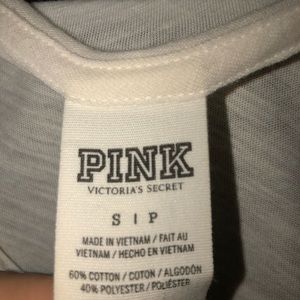 PINK
VICTORIA'S SECRET
S | P
MADE IN VIETNAM / FAIT AU
VIETNAM / HECHO EN VIETNAM
60% COTTON / COTON / ALGODÓN
40% POLYESTER / POLIÉSTER